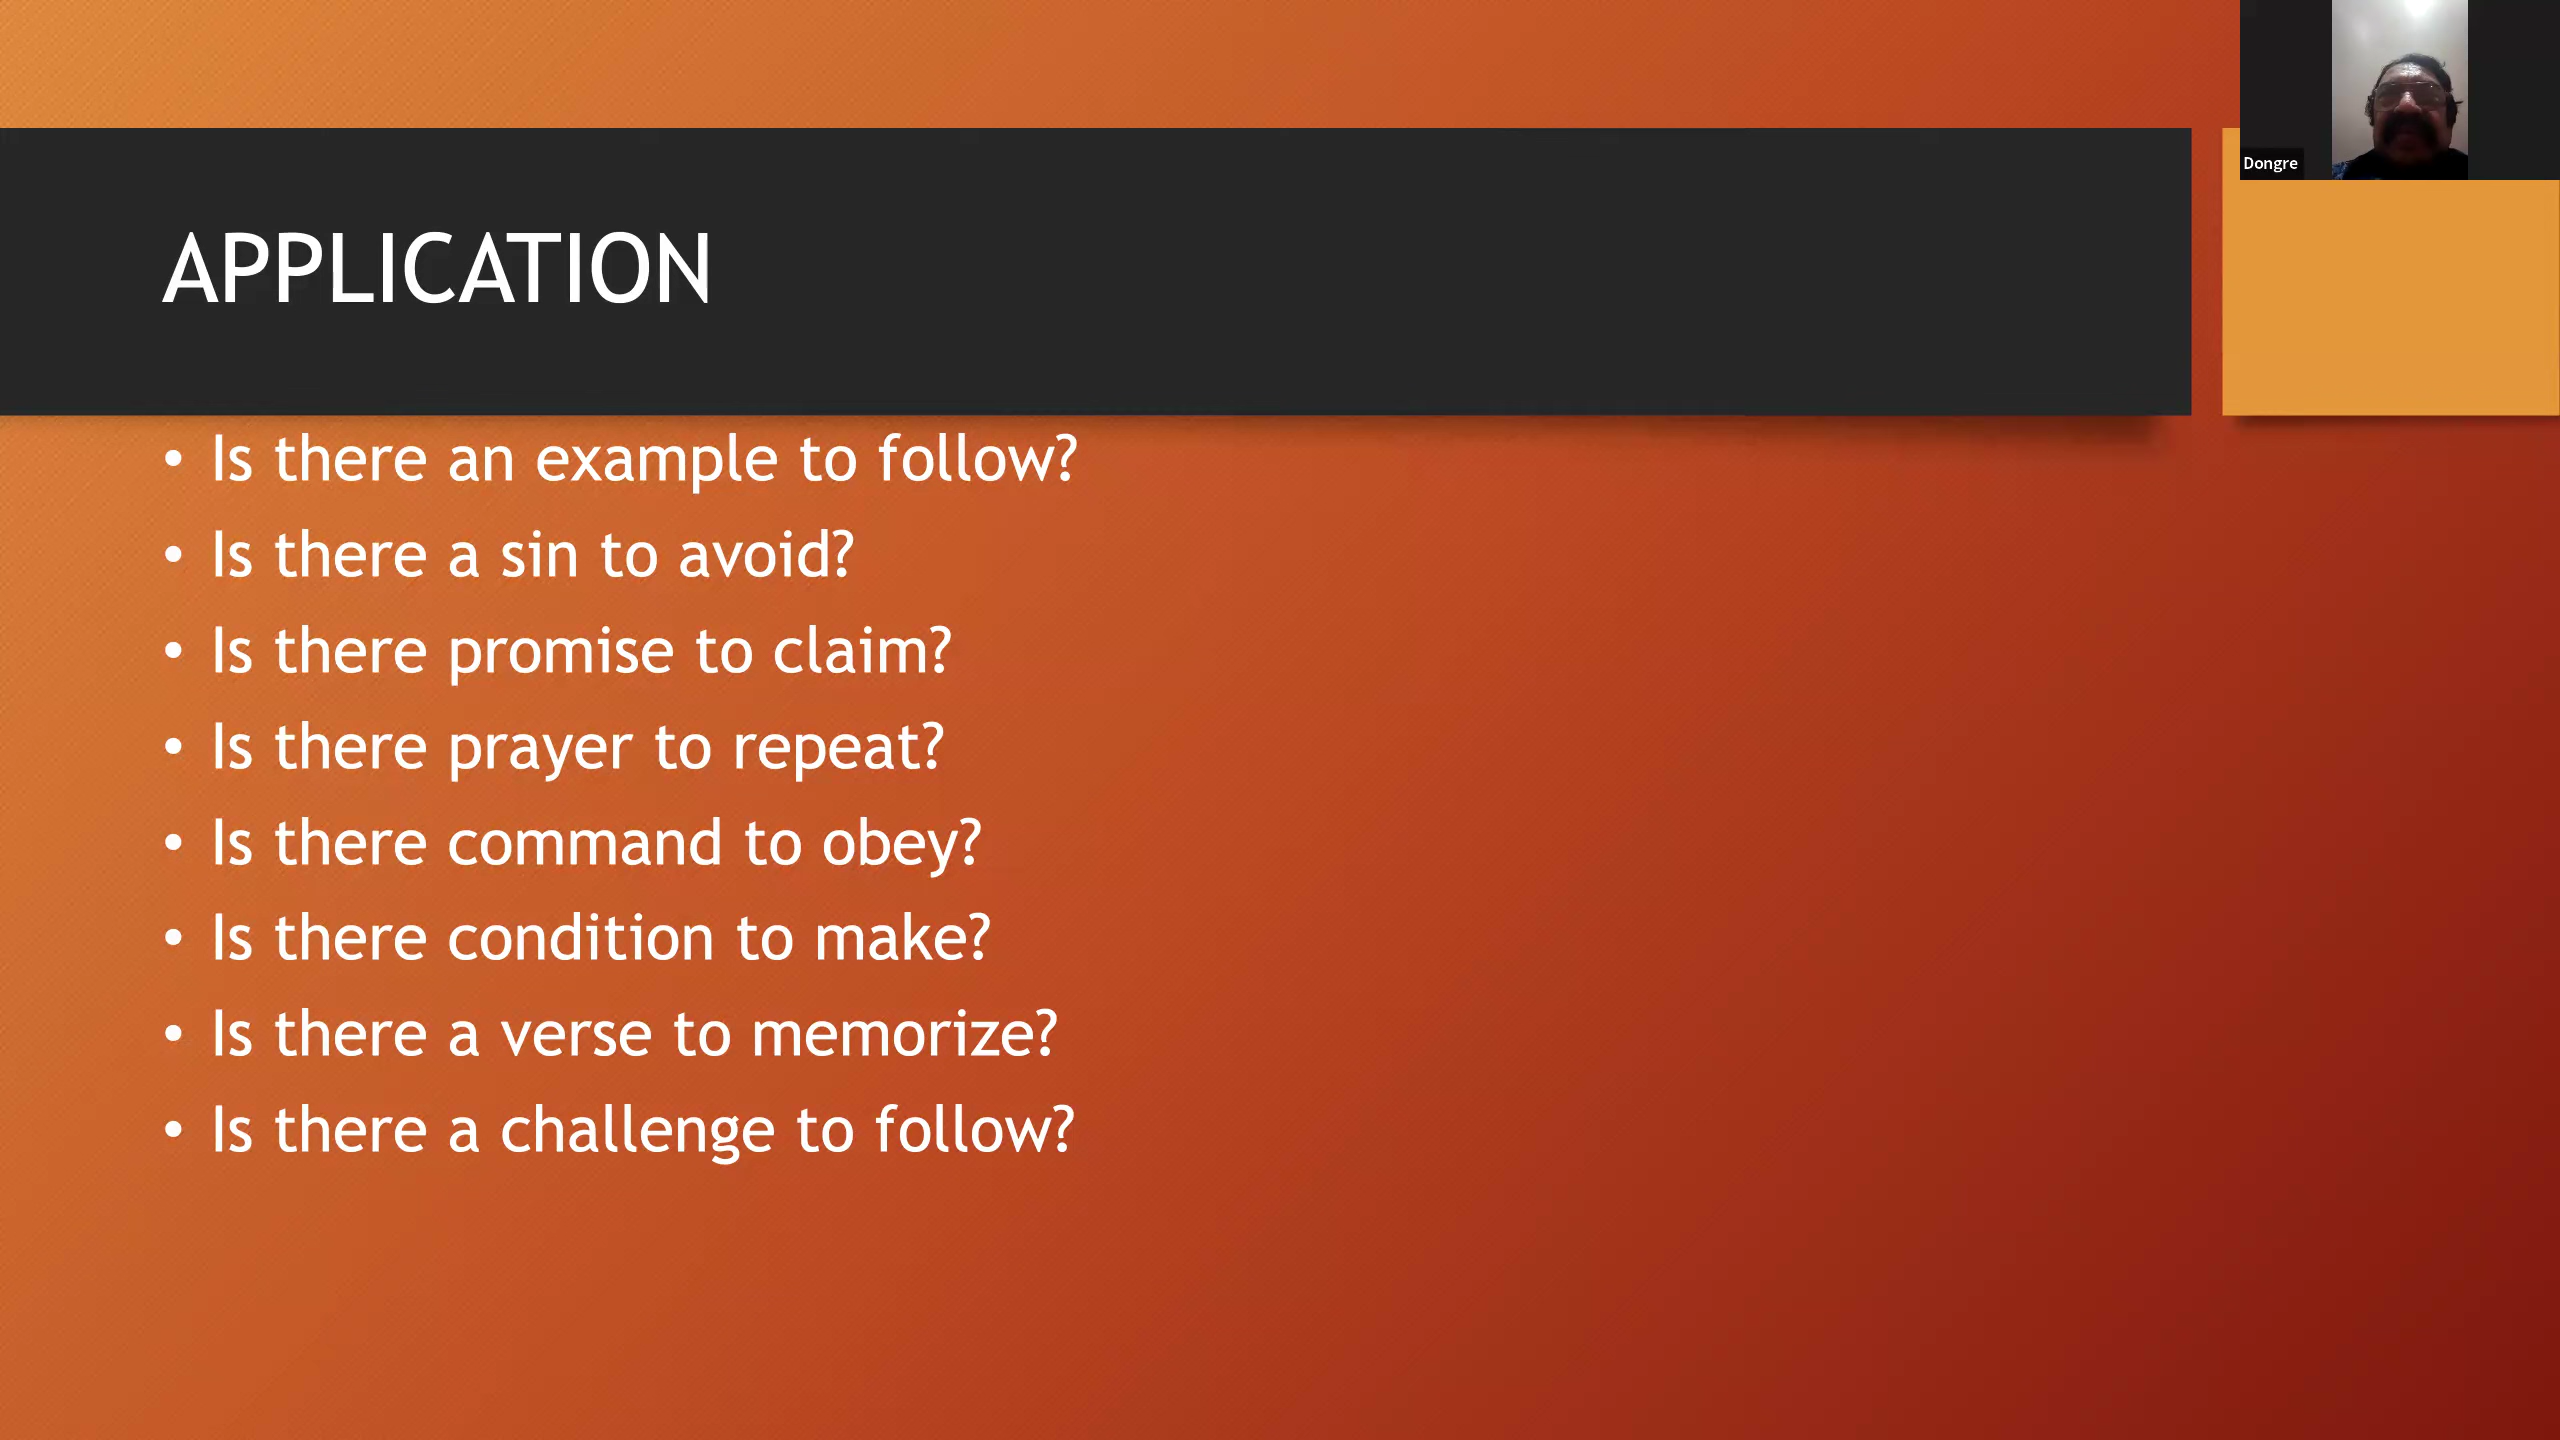 Dongre
APPLICATION
• Is there an example to follow?
• Is there a sin to avoid?
• Is there promise to claim?
• Is there prayer to repeat?
• Is there command to obey?
• Is there condition to make?
• Is there a verse to memorize?
• Is there a challenge to follow?